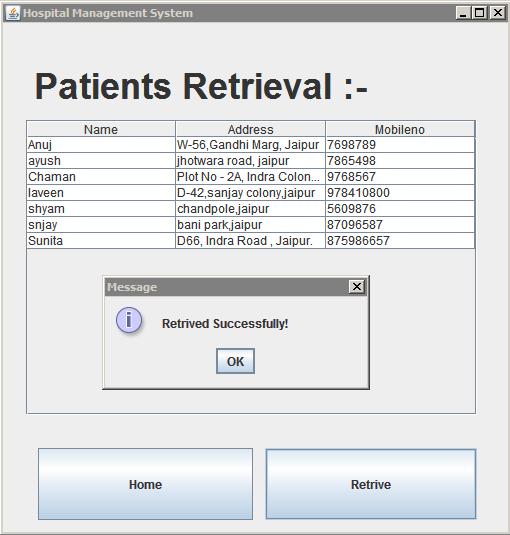 Hospital Management System
Patients Retrieval :-
Name Address Mobileno
Anuj W-56,Gandhi Marg, Jaipur 7698789
ayush jhotwara road, jaipur 7865498
Chaman Plot No - 2A, Indra Colon... 9768567
laveen D-42,sanjay colony,jaipur 978410800
shyam chandpole,jaipur 5609876
snjay bani park,jaipur 87096587
Sunita D66, Indra Road , Jaipur. 875986657
Message
i
Retrived Successfully!
OK
Home Retrive